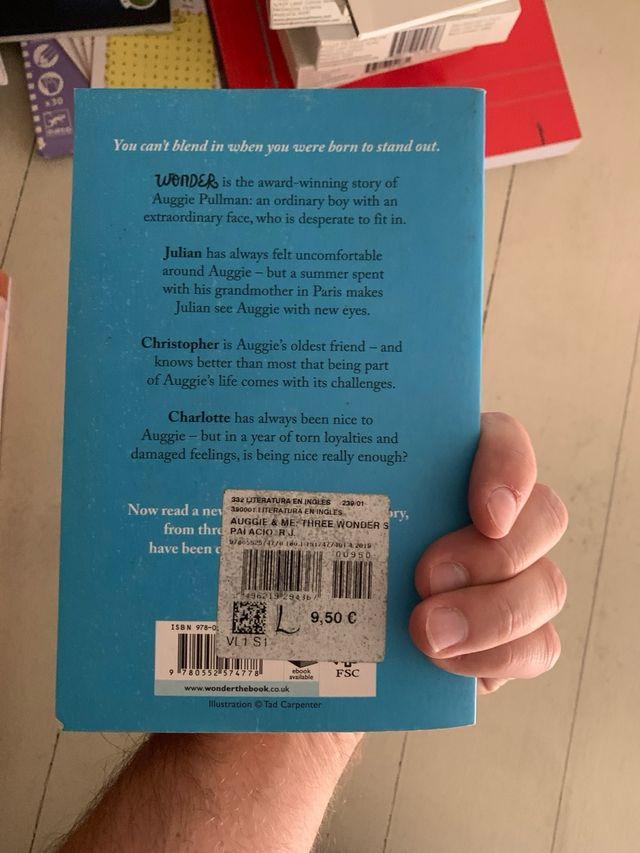 x30
DJECO
You can't blend in when you were born to stand out.
WONDER is the award-winning story of
Auggie Pullman: an ordinary boy with an
extraordinary face, who is desperate to fit in.
Julian has always felt uncomfortable
around Auggie – but a summer spent
with his grandmother in Paris makes
Julian see Auggie with new eyes.
Christopher is Auggie's oldest friend – and
knows better than most that being part
of Auggie's life comes with its challenges.
Charlotte has always been nice to
Auggie – but in a year of torn loyalties and
damaged feelings, is being nice really enough?
Now read a new
ory,
from thre
have been
332 LITERATURA EN INGLES 239/01
390001 LITERATURA EN INGLES
AUGGIE & ME: THREE WONDER S
PALACIO R.J.
00950
9,50 €
L
VL1 S1
ISBN 978-0
9 780552 574778
ebook
available
FSC
www.wonderthebook.co.uk
Illustration © Tad Carpenter